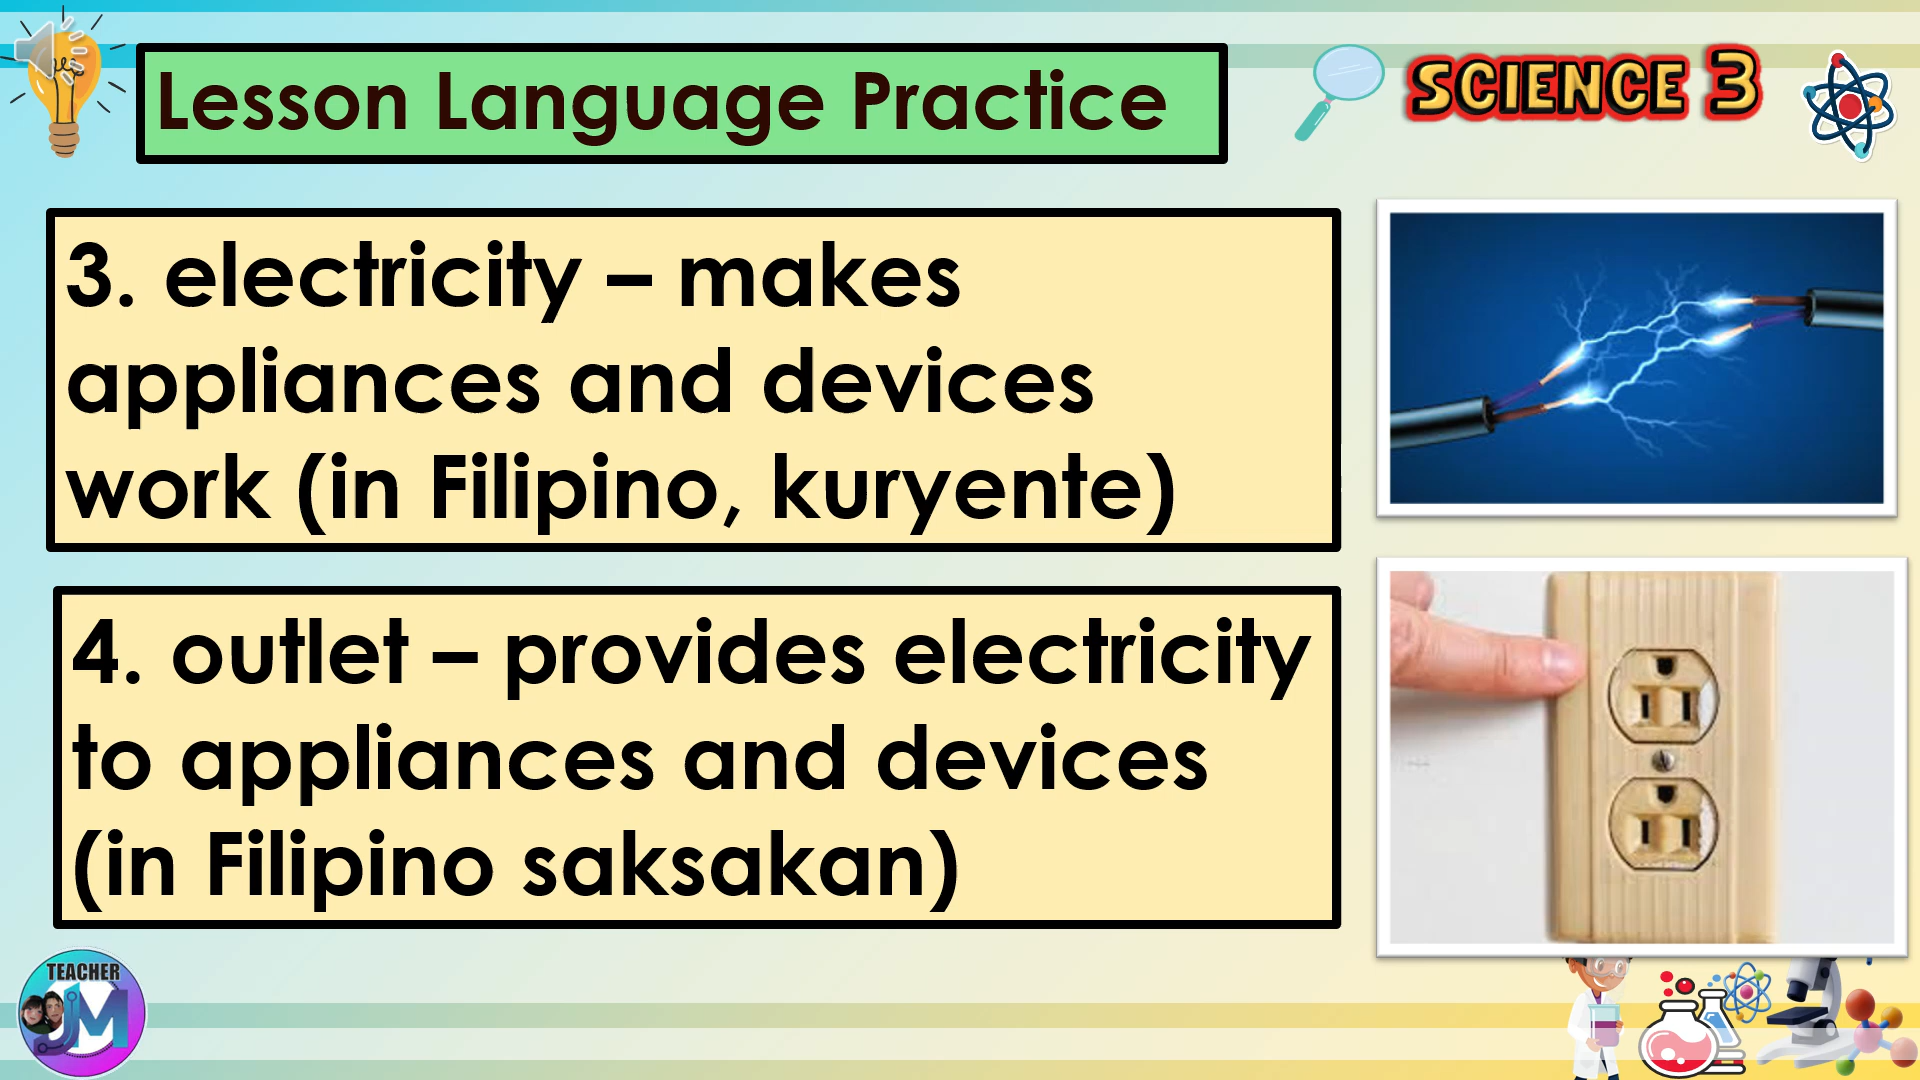 Lesson Language Practice
SCIENCE 3
3. electricity – makes
appliances and devices
work (in Filipino, kuryente)
4. outlet – provides electricity
to appliances and devices
(in Filipino saksakan)
TEACHER
JM